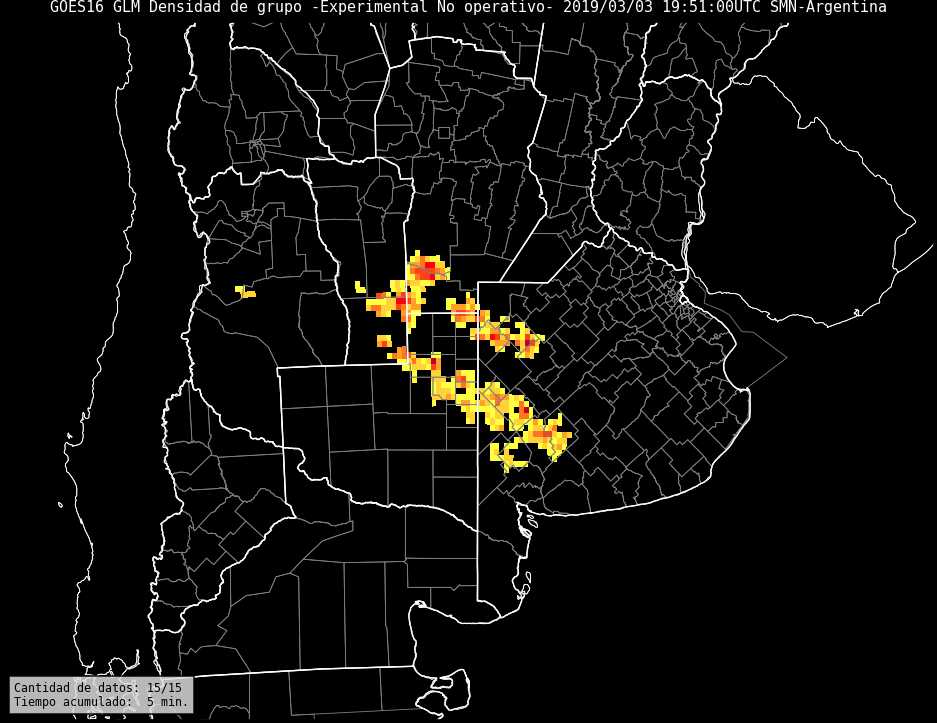 GOES16 GLM Densidad de grupo -Experimental No operativo- 2019/03/03 19:51:00UTC SMN-Argentina
Cantidad de datos: 15/15
Tiempo acumulado:  5 min.